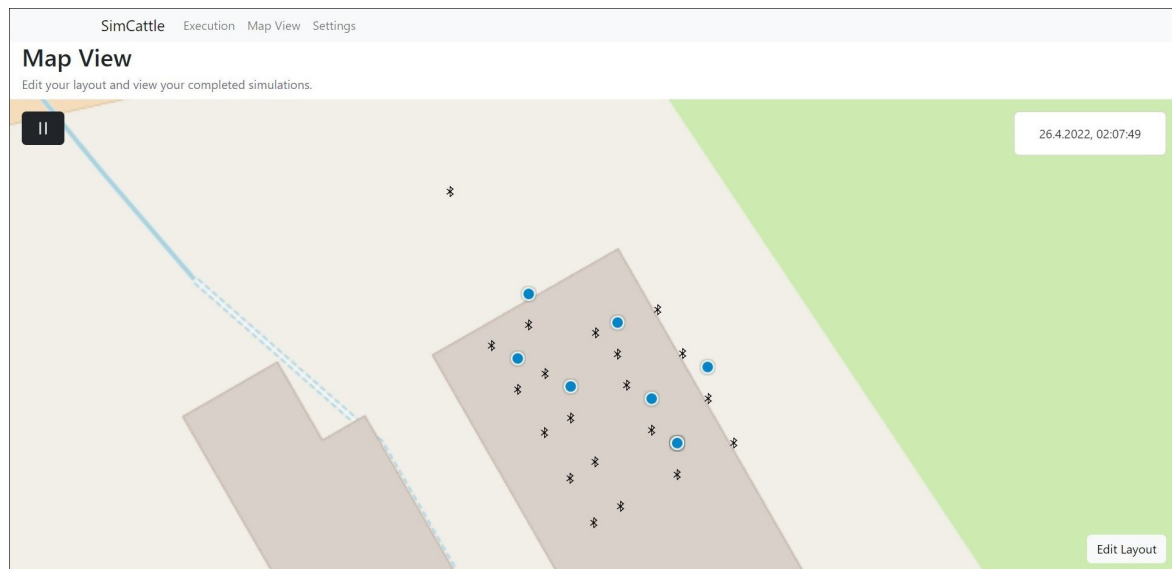 SimCattle Execution Map View Settings
Map View
Edit your layout and view your completed simulations.
26.4.2022, 02:07:49
Edit Layout